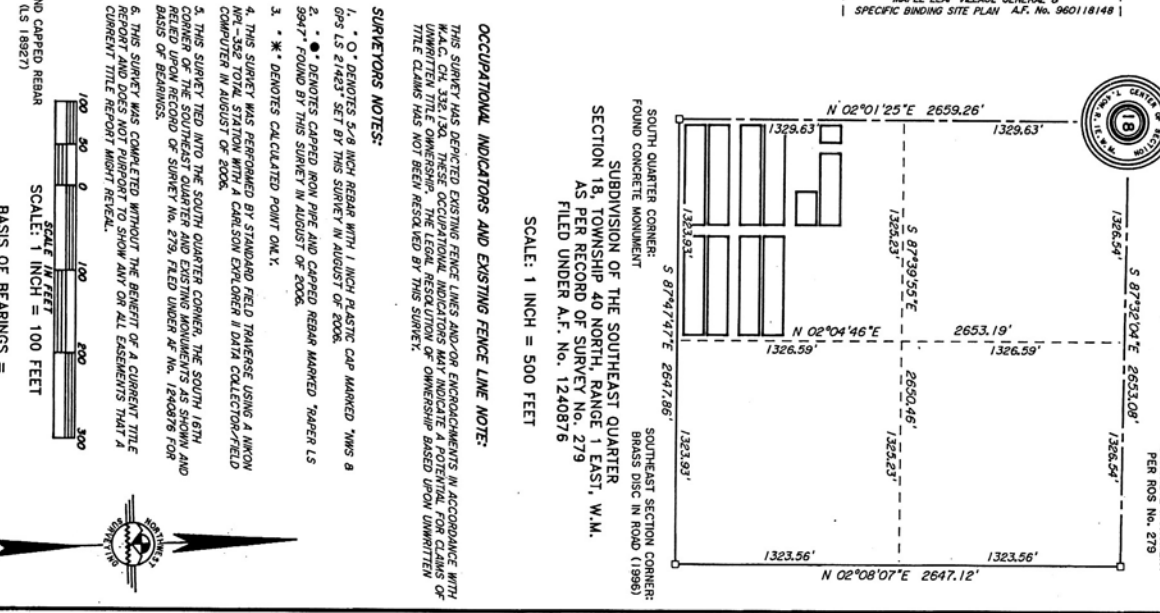 MAPLE LEAF VILLAGE GENERAL &
SPECIFIC BINDING SITE PLAN A.F. No. 960118148
CENTER OF SECTION
18
T. 40N., R. 1E., W.M.
N 02°01'25"E 2659.26'
1329.63'
1329.63'
SOUTH QUARTER CORNER:
FOUND CONCRETE MONUMENT
1323.93'
S 87°47'47"E 2647.86'
1323.93'
S 87°39'55"E
1325.23'
2650.46'
1325.23'
1326.54'
S 87°32'04"E 2653.08'
1326.54'
PER ROS No. 279
N 02°04'46"E
2653.19'
1326.59'
1326.59'
1323.56'
1323.56'
N 02°08'07"E 2647.12'
SOUTHEAST SECTION CORNER:
BRASS DISC IN ROAD (1996)
SUBDIVISION OF THE SOUTHEAST QUARTER
SECTION 18, TOWNSHIP 40 NORTH, RANGE 1 EAST, W.M.
AS PER RECORD OF SURVEY No. 279
FILED UNDER A.F. No. 1240876
SCALE: 1 INCH = 500 FEET
OCCUPATIONAL INDICATORS AND EXISTING FENCE LINE NOTE:
THIS SURVEY HAS DEPICTED EXISTING FENCE LINES AND/OR ENCROACHMENTS IN ACCORDANCE WITH
W.A.C. CH. 332.130. THESE OCCUPATIONAL INDICATORS MAY INDICATE A POTENTIAL FOR CLAIMS OF
UNWRITTEN TITLE OWNERSHIP. THE LEGAL RESOLUTION OF OWNERSHIP BASED UPON UNWRITTEN
TITLE CLAIMS HAS NOT BEEN RESOLVED BY THIS SURVEY.
SURVEYORS NOTES:
1. "O" DENOTES 5/8 INCH REBAR WITH 1 INCH PLASTIC CAP MARKED "NWS &
GPS LS 21423" SET BY THIS SURVEY IN AUGUST OF 2006.
2. "●" DENOTES CAPPED IRON PIPE AND CAPPED REBAR MARKED "RAPER LS
9947" FOUND BY THIS SURVEY IN AUGUST OF 2006.
3. "✳" DENOTES CALCULATED POINT ONLY.
4. THIS SURVEY WAS PERFORMED BY STANDARD FIELD TRAVERSE USING A NIKON
NPL-352 TOTAL STATION WITH A CARLSON EXPLORER II DATA COLLECTOR/FIELD
COMPUTER IN AUGUST OF 2006.
5. THIS SURVEY TIED INTO THE SOUTH QUARTER CORNER, THE SOUTH 16TH
CORNER OF THE SOUTHEAST QUARTER AND EXISTING MONUMENTS AS SHOWN AND
RELIED UPON RECORD OF SURVEY No. 279, FILED UNDER AF No. 1240876 FOR
BASIS OF BEARINGS.
6. THIS SURVEY WAS COMPLETED WITHOUT THE BENEFIT OF A CURRENT TITLE
REPORT AND DOES NOT PURPORT TO SHOW ANY OR ALL EASEMENTS THAT A
CURRENT TITLE REPORT MIGHT REVEAL.
100 50 0 100 200 300
SCALE IN FEET
SCALE: 1 INCH = 100 FEET
ND CAPPED REBAR
(LS 18927)
BASIS OF BEARINGS =
NORTHWEST
SURVEYING